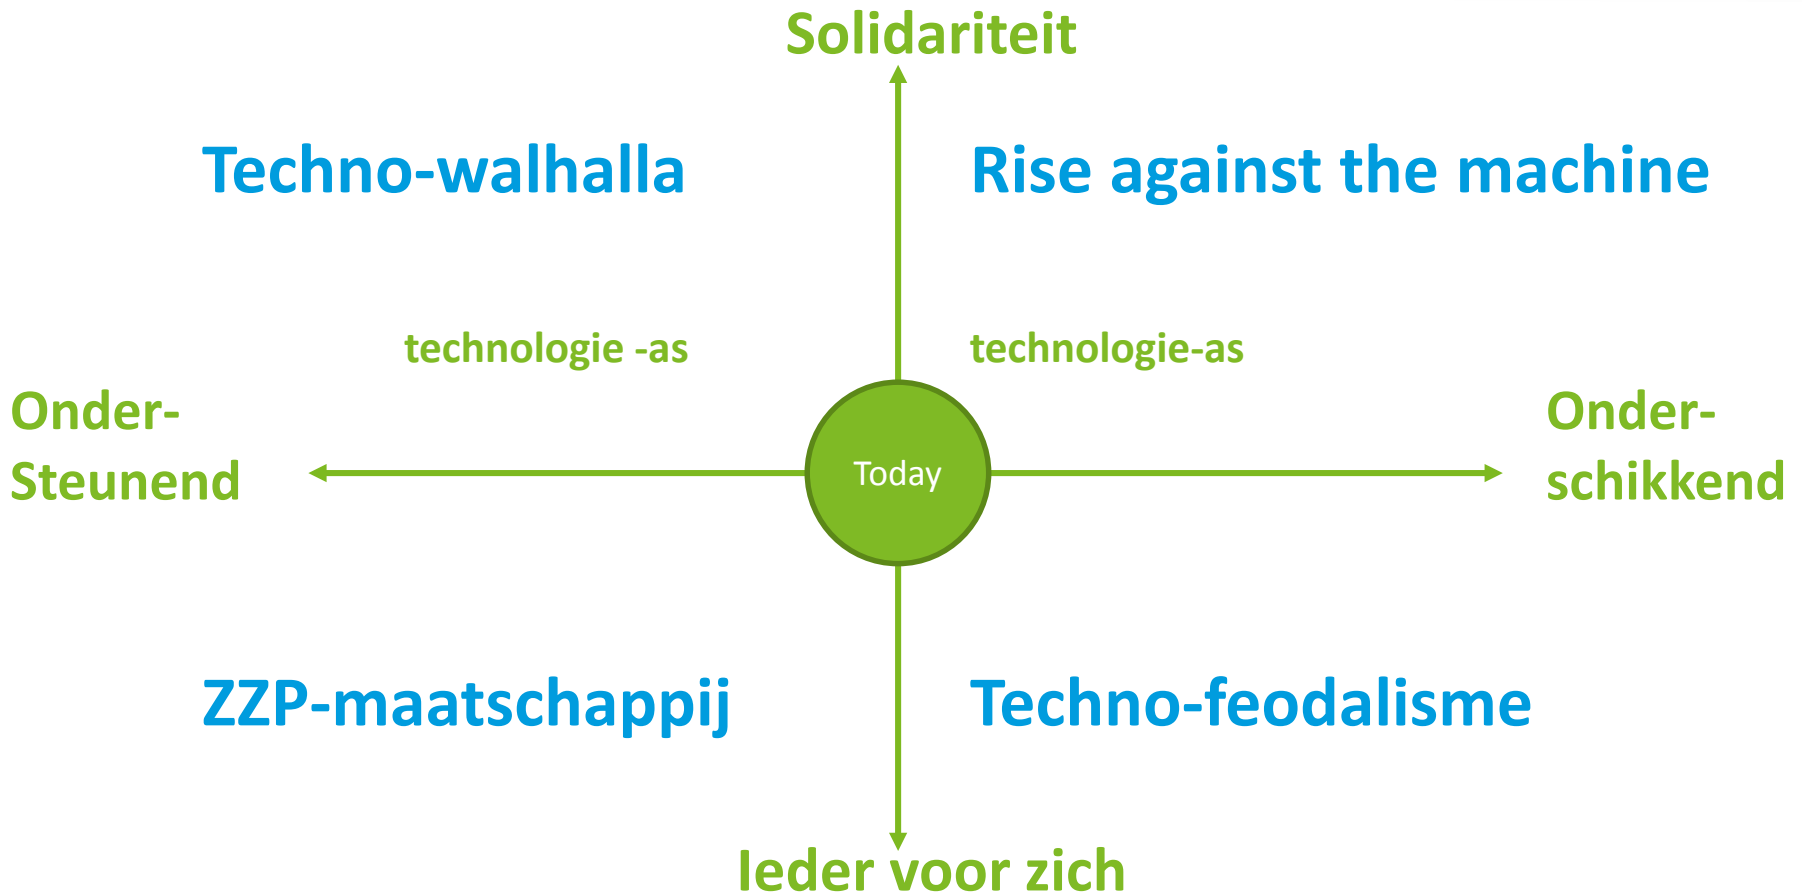 Solidariteit
Techno-walhalla
Rise against the machine
technologie -as
technologie-as
Onder-
Steunend
Today
Onder-
schikkend
ZZP-maatschappij
Techno-feodalisme
Ieder voor zich